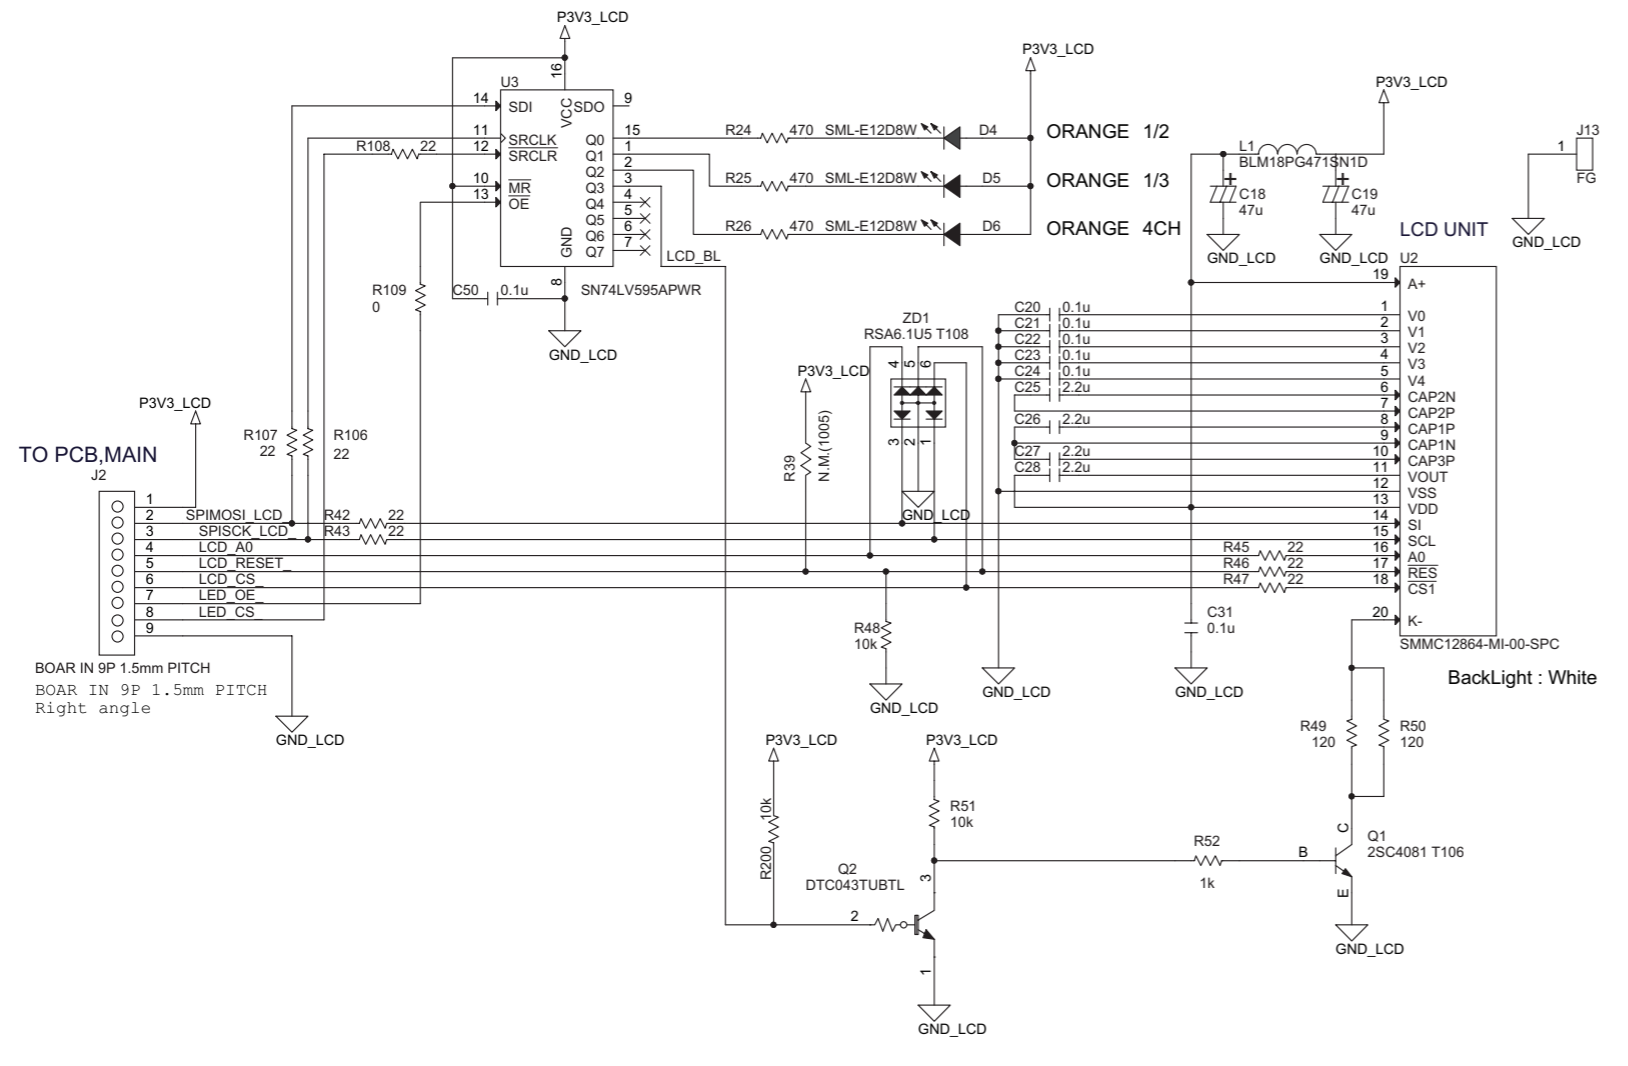 P3V3_LCD
16
U3
14 SDI VCC SDO 9
11 SRCLK Q0 15
R108 22 12 SRCLR Q1 1
Q2 2
10 MR Q3 3
13 OE Q4 4
Q5 5
Q6 6
GND Q7 7
8
LCD_BL
C50 0.1u
SN74LV595APWR
GND_LCD
R109
0
P3V3_LCD
R24 470 SML-E12D8W D4 ORANGE 1/2
R25 470 SML-E12D8W D5 ORANGE 1/3
R26 470 SML-E12D8W D6 ORANGE 4CH
P3V3_LCD
L1
BLM18PG471SN1D
C18
47u
C19
47u
GND_LCD
GND_LCD
J13
1
FG
GND_LCD
LCD UNIT
U2
19 A+
C20 0.1u 1 V0
C21 0.1u 2 V1
C22 0.1u 3 V2
C23 0.1u 4 V3
C24 0.1u 5 V4
C25 2.2u 6 CAP2N
7 CAP2P
C26 2.2u 8 CAP1P
9 CAP1N
C27 2.2u 10 CAP3P
C28 2.2u 11 VOUT
12 VSS
13 VDD
14 SI
15 SCL
R45 22 16 A0
R46 22 17 RES
R47 22 18 CS1
20 K-
SMMC12864-MI-00-SPC
BackLight : White
ZD1
RSA6.1U5 T108
4 5 6
3 2 1
GND_LCD
P3V3_LCD
R39
N.M.(1005)
P3V3_LCD
R107
22
R106
22
TO PCB,MAIN
J2
1
2 SPIMOSI_LCD_ R42 22
3 SPISCK_LCD_ R43 22
4 LCD_A0
5 LCD_RESET_
6 LCD_CS_
7 LED_OE_
8 LED_CS_
9
BOAR IN 9P 1.5mm PITCH
BOAR IN 9P 1.5mm PITCH
Right angle
GND_LCD
R48
10k
GND_LCD
GND_LCD
C31
0.1u
GND_LCD
R49
120
R50
120
P3V3_LCD
R200 10k
P3V3_LCD
R51
10k
Q2
DTC043TUBTL
2
3
1
GND_LCD
R52
1k
B
C
E
Q1
2SC4081 T106
GND_LCD